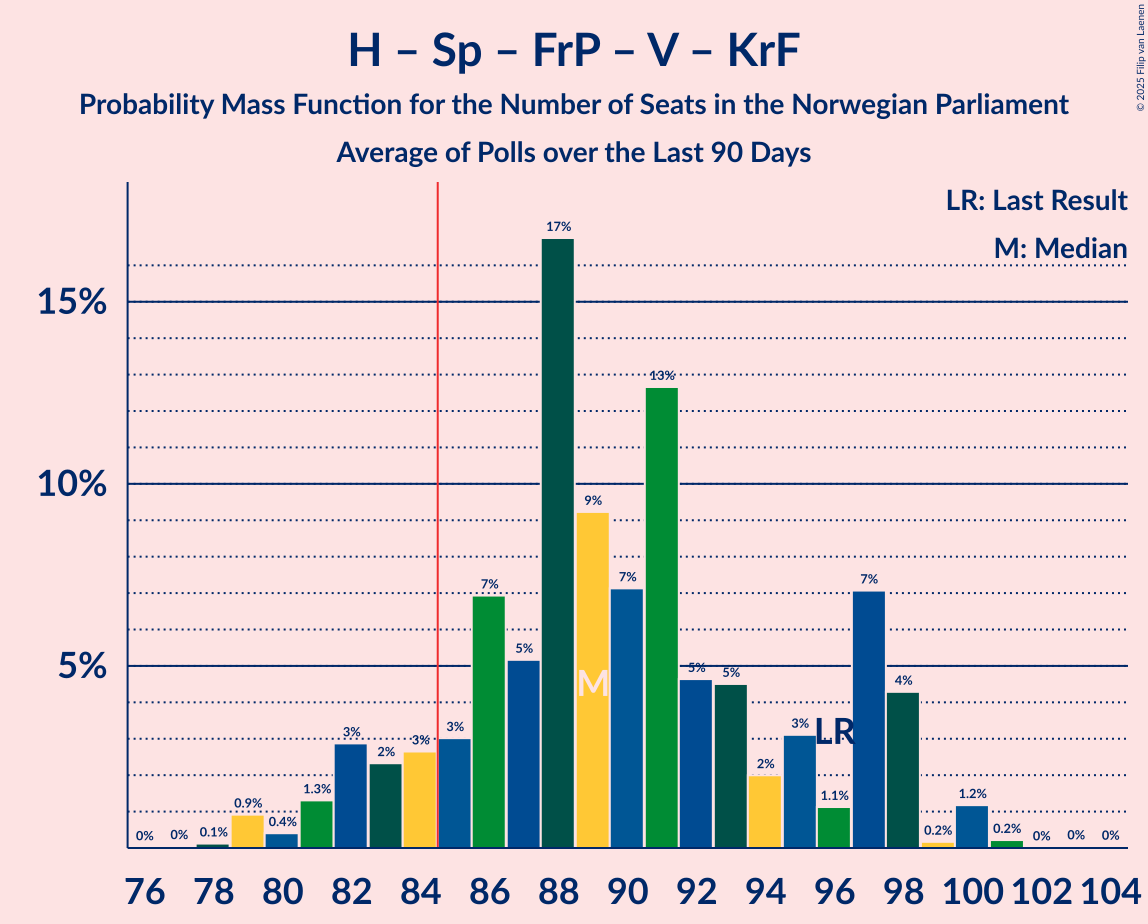 H – Sp – FrP – V – KrF
Probability Mass Function for the Number of Seats in the Norwegian Parliament
Average of Polls over the Last 90 Days
© 2025 Filip van Laenen
LR: Last Result
M: Median
15%
10%
5%
0% 0% 0.1% 0.9% 0.4% 1.3% 3% 2% 3% 3% 7% 5% 17% 9% 7% 13% 5% 5% 2% 3% 1.1% 7% 4% 0.2% 1.2% 0.2% 0% 0% 0%
M
LR
76 78 80 82 84 86 88 90 92 94 96 98 100 102 104